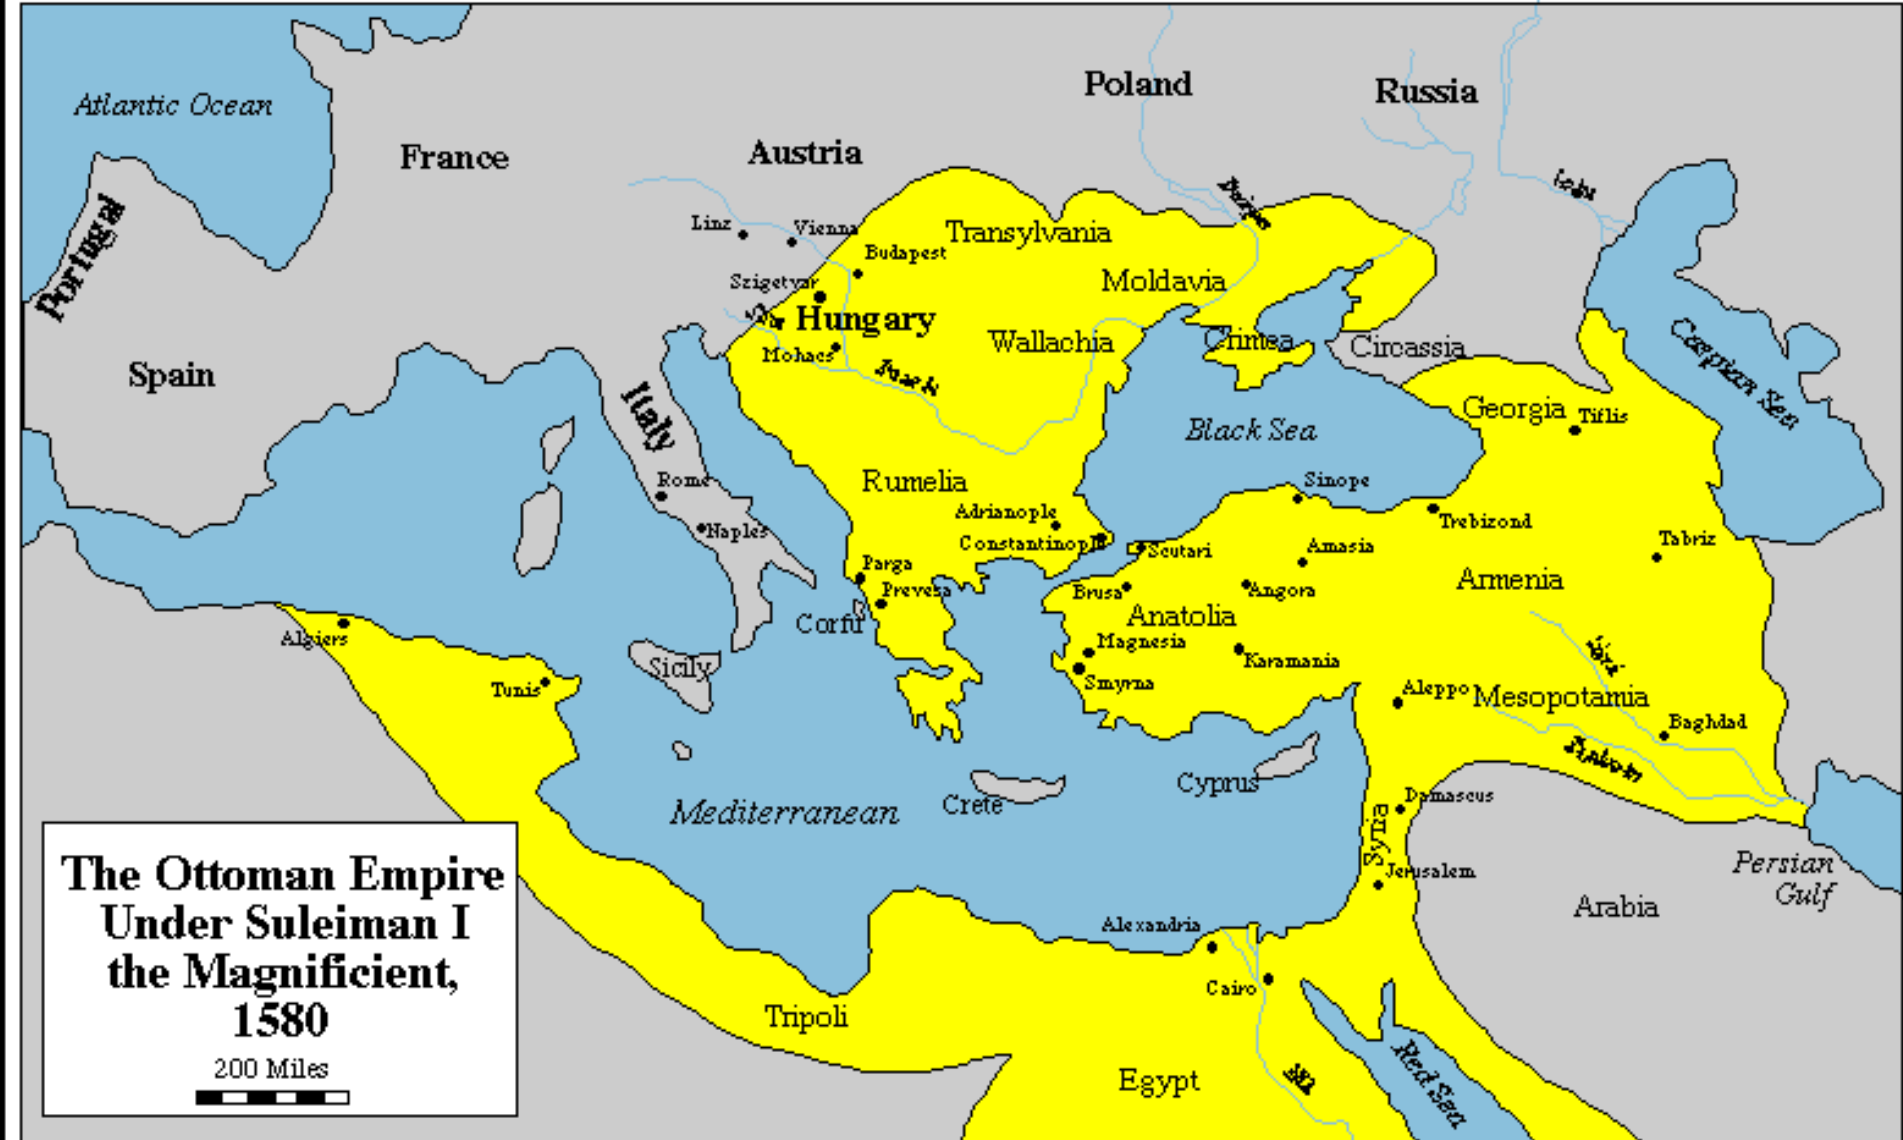 Atlantic Ocean
Portugal
Spain
France
Austria
Poland
Russia
Linz
Vienna
Budapest
Szigetvar
Hungary
Mohacs
Transylvania
Moldavia
Wallachia
Crimea
Circassia
Caspian Sea
Georgia
Tiflis
Black Sea
Italy
Rome
Naples
Rumelia
Adrianople
Constantinople
Scutari
Sinope
Trebizond
Tabriz
Amasia
Angora
Armenia
Brusa
Anatolia
Magnesia
Smyrna
Karamania
Parga
Preveza
Corfu
Algiers
Tunis
Sicily
Aleppo
Mesopotamia
Baghdad
Mediterranean
Crete
Cyprus
Damascus
Syria
Jerusalem
Persian
Gulf
Arabia
Alexandria
Cairo
Tripoli
Egypt
Red Sea
The Ottoman Empire
Under Suleiman I
the Magnificient,
1580
200 Miles